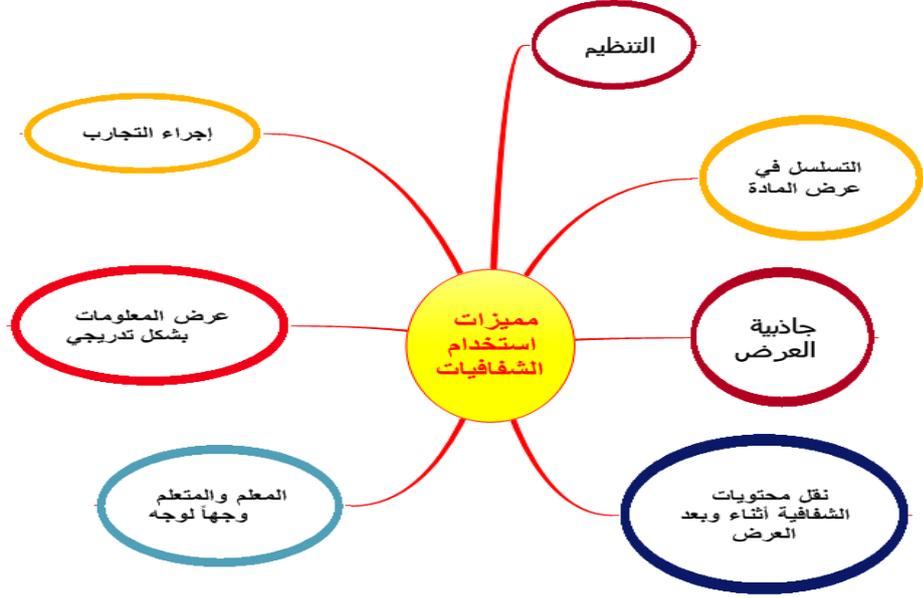 التنظيم
التسلسل في
عرض المادة
جاذبية
العرض
نقل محتويات
الشفافية أثناء وبعد
العرض
المعلم والمتعلم
وجهاً لوجه
عرض المعلومات
بشكل تدريجي
إجراء التجارب
مميزات
استخدام
الشفافيات